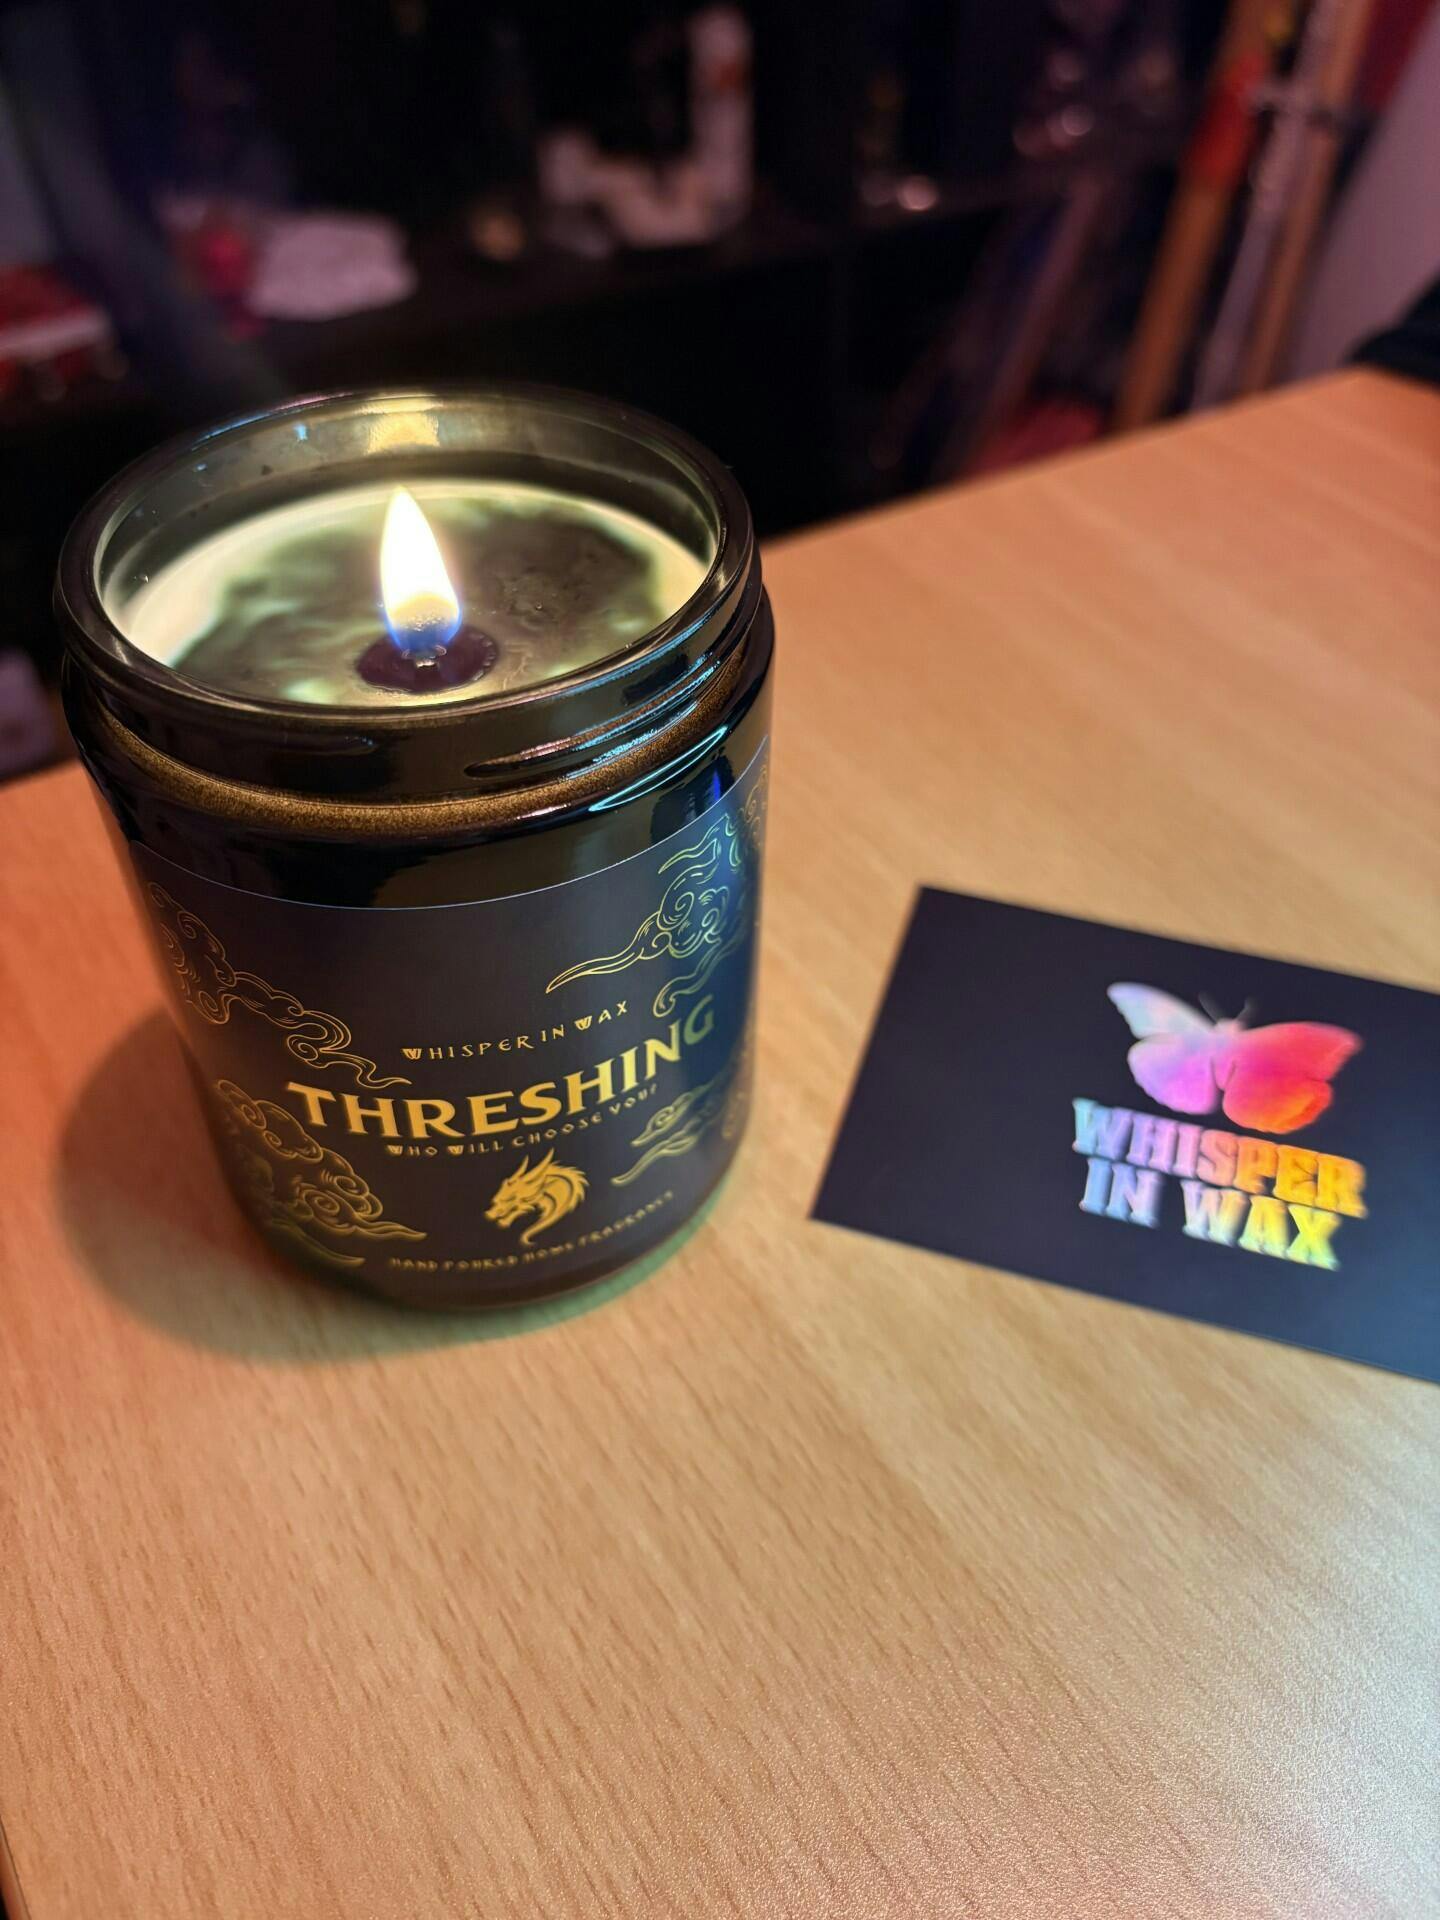 WHISPER IN WAX
THRESHING
WHO WILL CHOOSE YOU?
HAND POURED HOME FRAGRANCE
WHISPER
IN WAX